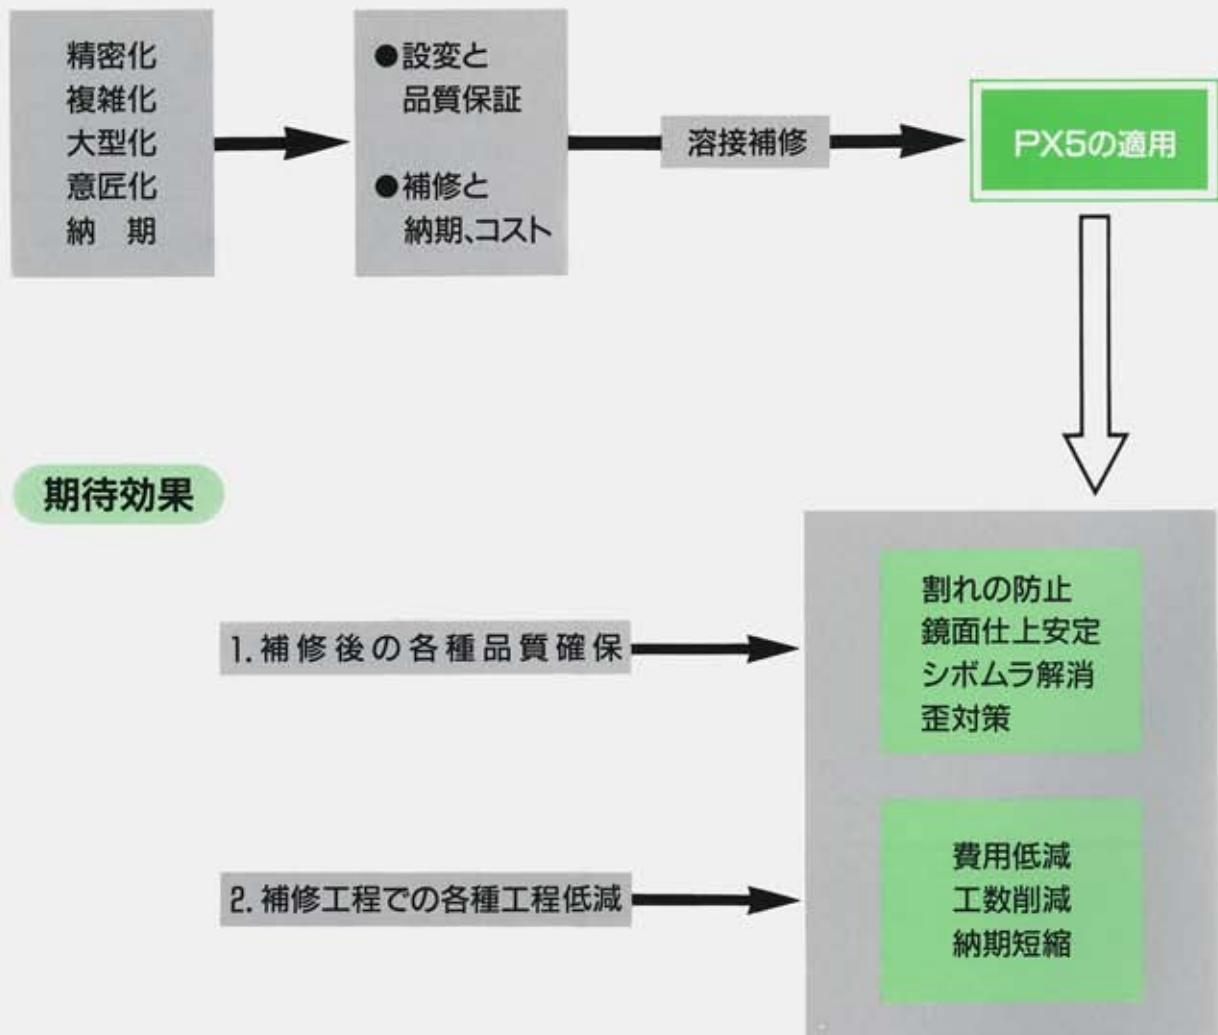 精密化
複雑化
大型化
意匠化
納 期
●設変と
品質保証
●補修と
納期、コスト
溶接補修
PX5の適用
期待効果
1.補修後の各種品質確保
割れの防止
鏡面仕上安定
シボムラ解消
歪対策
2.補修工程での各種工程低減
費用低減
工数削減
納期短縮